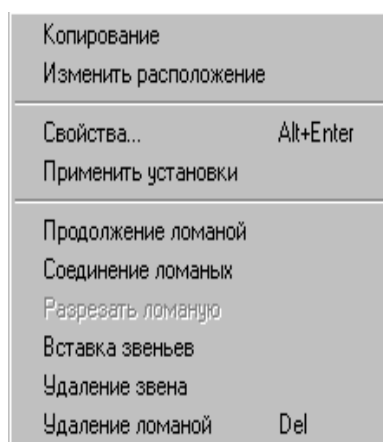 Копирование
Изменить расположение
Свойства... Alt+Enter
Применить установки
Продолжение ломаной
Соединение ломаных
Разрезать ломаную
Вставка звеньев
Удаление звена
Удаление ломаной Del